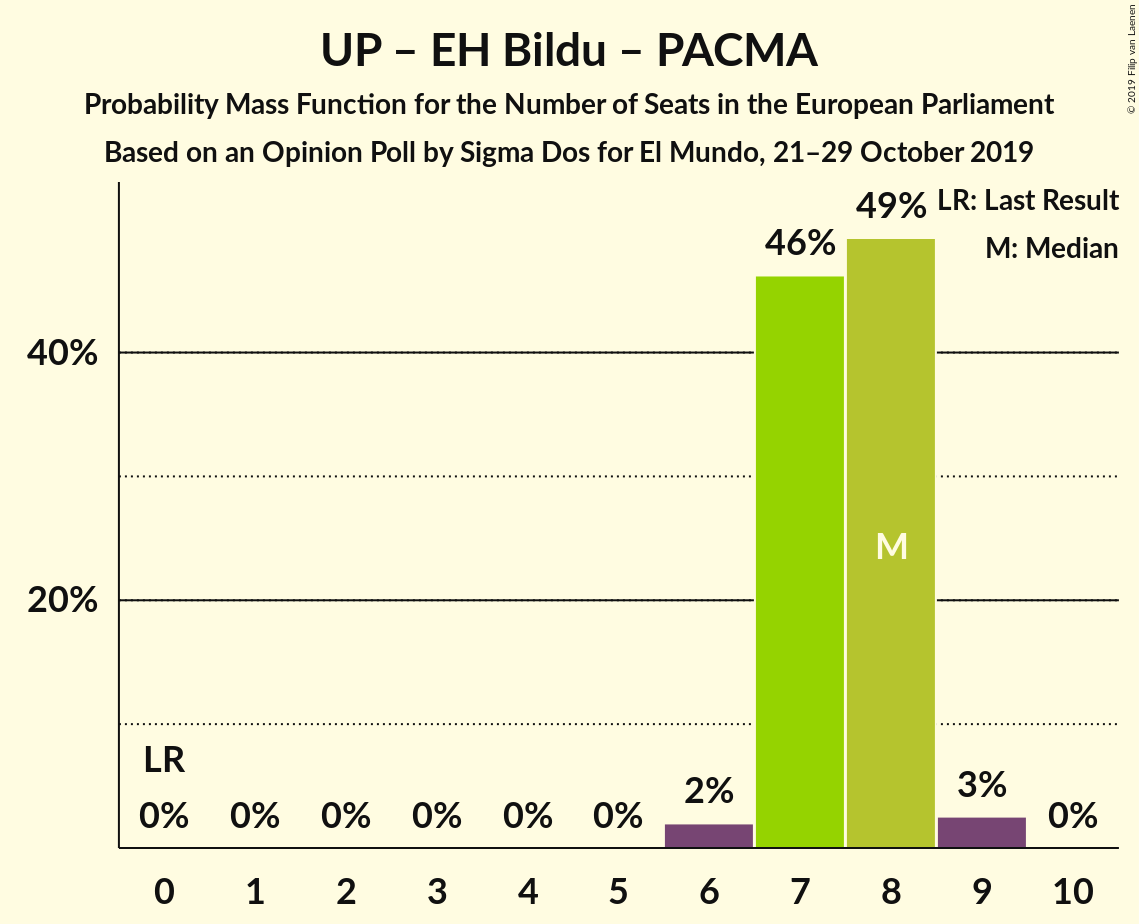 UP – EH Bildu – PACMA
Probability Mass Function for the Number of Seats in the European Parliament
Based on an Opinion Poll by Sigma Dos for El Mundo, 21–29 October 2019
© 2019 Filip van Laenen
LR: Last Result
M: Median
49%
46%
40%
M
20%
LR
0% 0% 0% 0% 0% 0% 2% 3% 0%
0 1 2 3 4 5 6 7 8 9 10